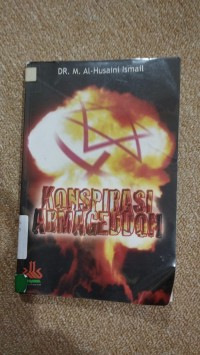 DR. M. Al-Husaini Ismail
KONSPIRASI
ARMAGEDDON